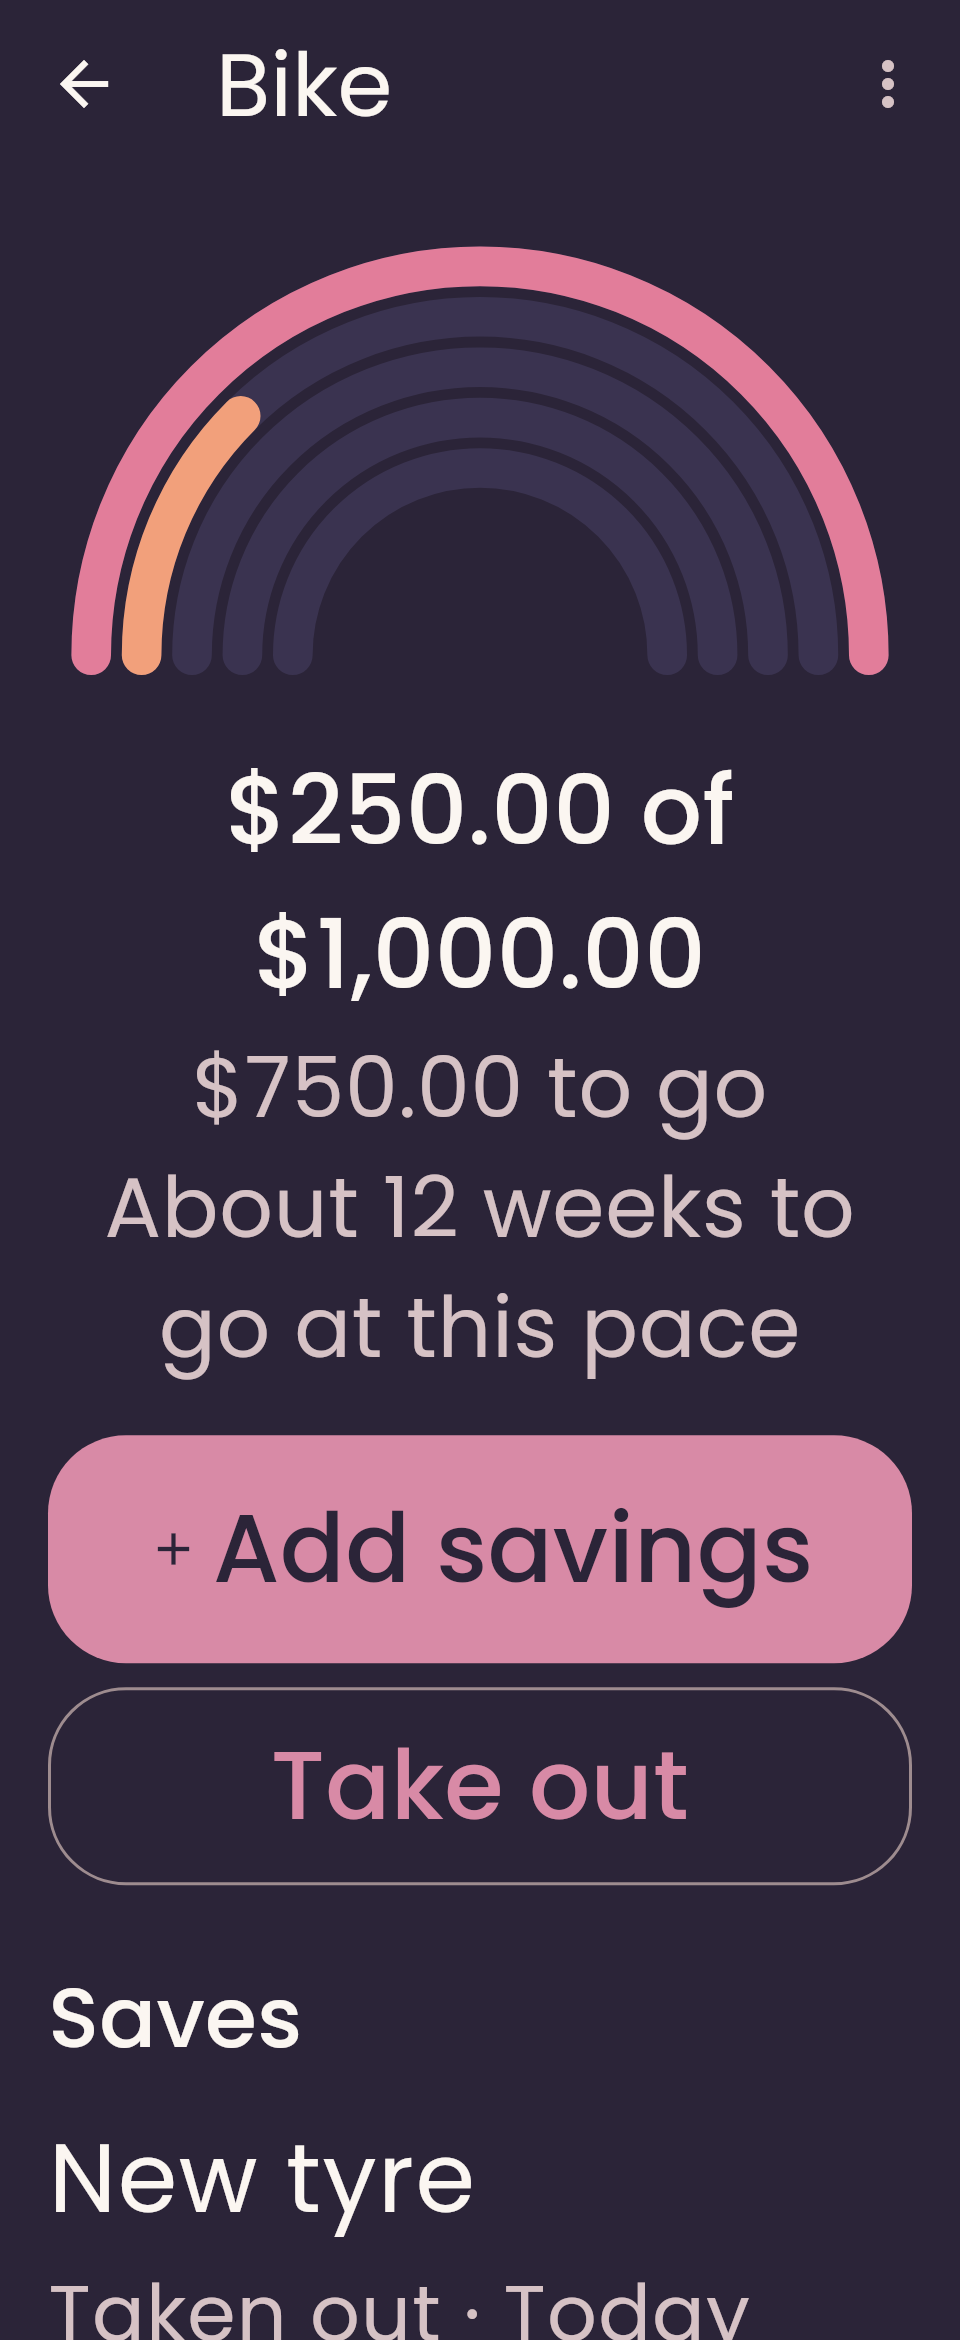 Bike
$250.00 of
$1,000.00
$750.00 to go
About 12 weeks to
go at this pace
+ Add savings
Take out
Saves
New tyre
Taken out · Today